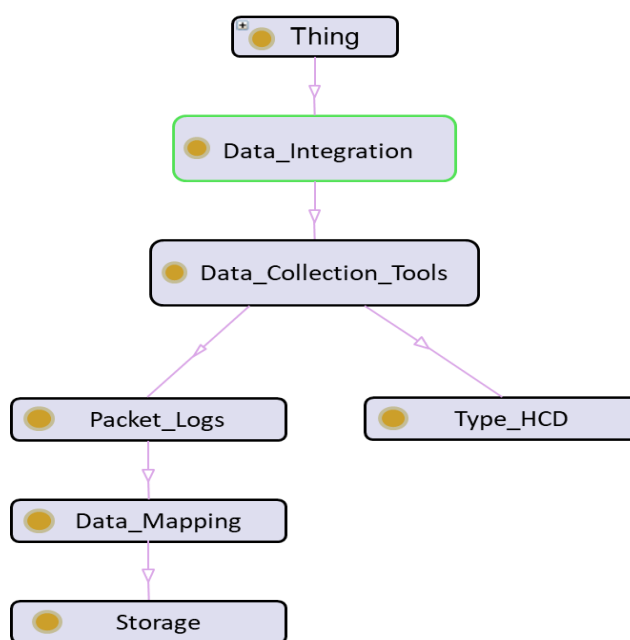 Thing
Data_Integration
Data_Collection_Tools
Packet_Logs
Type_HCD
Data_Mapping
Storage